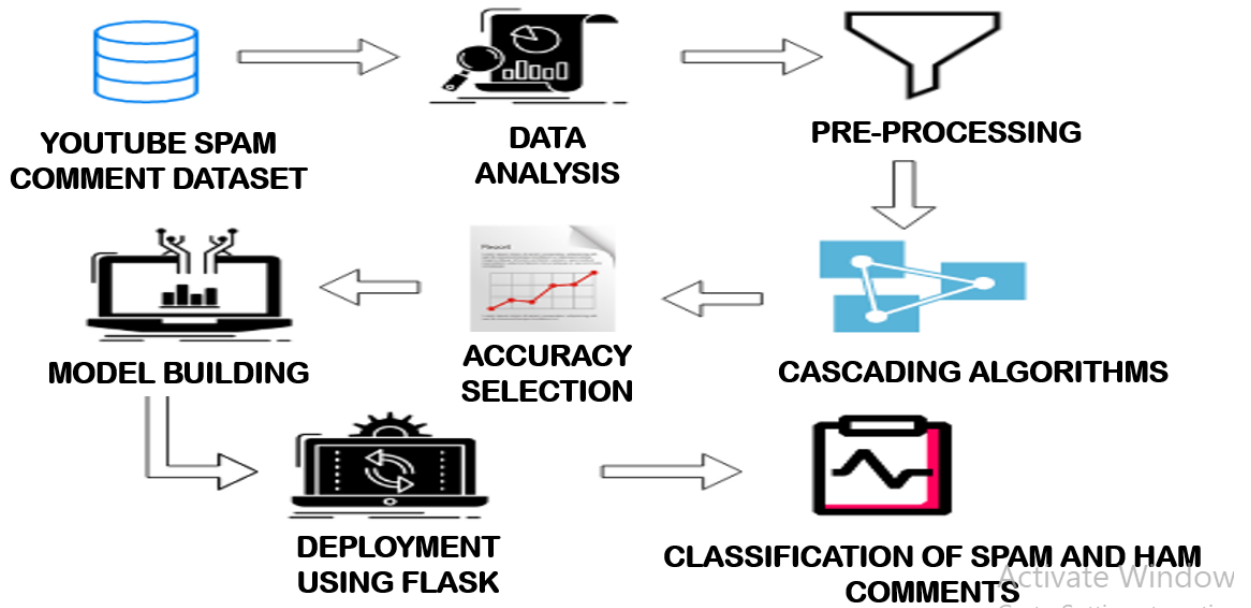 YOUTUBE SPAM
COMMENT DATASET
DATA
ANALYSIS
PRE-PROCESSING
CASCADING ALGORITHMS
ACCURACY
SELECTION
MODEL BUILDING
DEPLOYMENT
USING FLASK
CLASSIFICATION OF SPAM AND HAM
COMMENTS
Activate Window